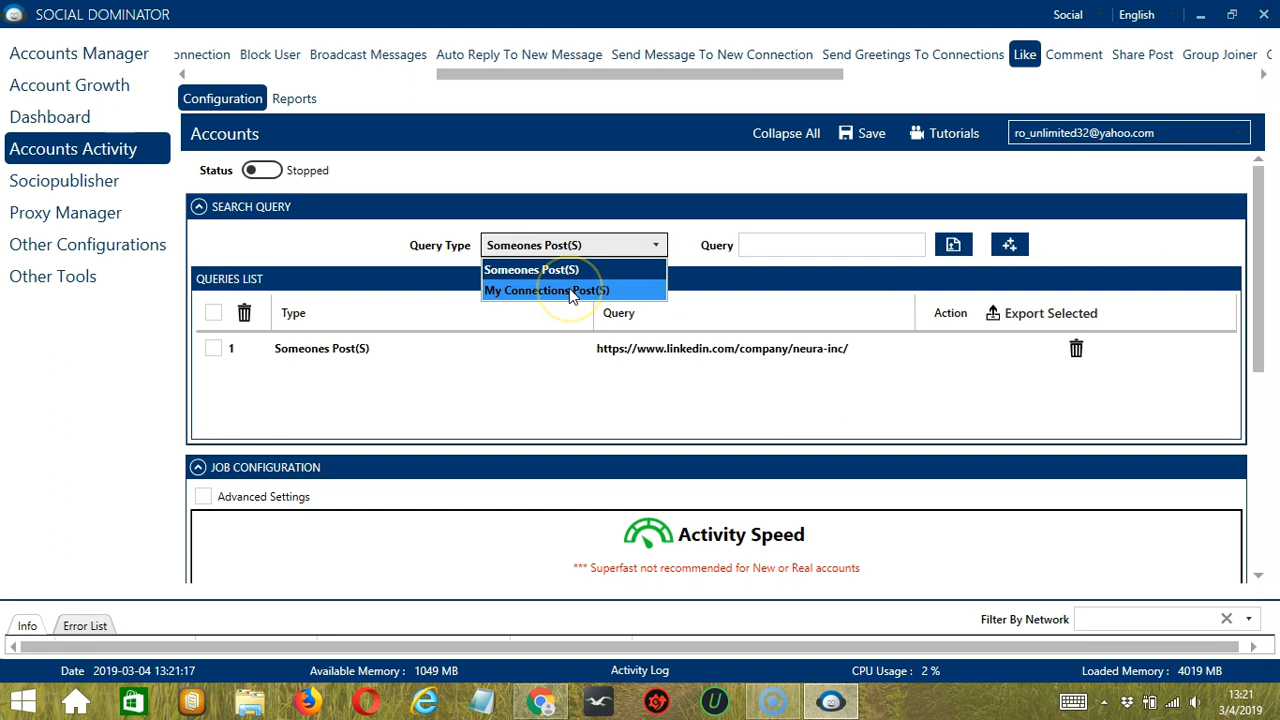 SOCIAL DOMINATOR
Social
English
Accounts Manager
Account Growth
Dashboard
Accounts Activity
Sociopublisher
Proxy Manager
Other Configurations
Other Tools
onnection Block User Broadcast Messages Auto Reply To New Message Send Message To New Connection Send Greetings To Connections Like Comment Share Post Group Joiner
Configuration Reports
Accounts
Collapse All Save Tutorials ro_unlimited32@yahoo.com
Status Stopped
SEARCH QUERY
Query Type Someones Post(S) Query
Someones Post(S)
My Connections Post(S)
QUERIES LIST
Type Query Action Export Selected
1 Someones Post(S) https://www.linkedin.com/company/neura-inc/
JOB CONFIGURATION
Advanced Settings
Activity Speed
*** Superfast not recommended for New or Real accounts
Info Error List
Filter By Network
Date 2019-03-04 13:21:17 Available Memory : 1049 MB Activity Log CPU Usage : 2 % Loaded Memory : 4019 MB
13:21
3/4/2019